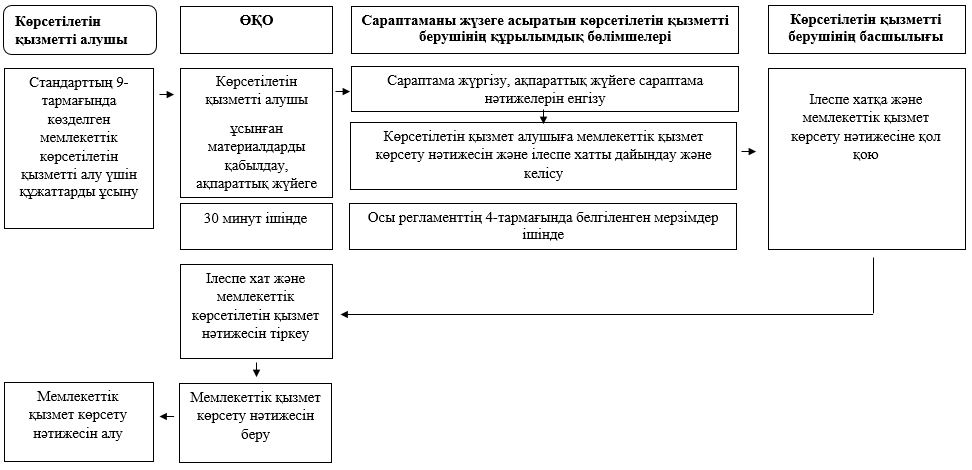 Көрсетілетін
қызметті алушы
ӨҚО
Сараптаманы жүзеге асыратын көрсетілетін қызметті
берушінің құрылымдық бөлімшелері
Көрсетілетін қызметті
берушінің басшылығы
Стандарттың 9-
тармағында
көзделген
мемлекеттік
көрсетілетін
қызметті алу үшін
құжаттарды ұсыну
Көрсетілетін
қызметті алушы
ұсынған
материалдарды
қабылдау,
ақпараттық жүйеге
30 минут ішінде
Сараптама жүргізу, ақпараттық жүйеге сараптама
нәтижелерін енгізу
Көрсетілетін қызмет алушыға мемлекеттік қызмет
көрсету нәтижесін және ілеспе хатты дайындау және
келісу
Осы регламенттің 4-тармағында белгіленген мерзімдер
ішінде
Ілеспе хатқа және
мемлекеттік қызмет
көрсету нәтижесіне қол
қою
Ілеспе хат және
мемлекеттік
көрсетілетін қызмет
нәтижесін тіркеу
Мемлекеттік қызмет
көрсету нәтижесін
беру
Мемлекеттік
қызмет көрсету
нәтижесін алу